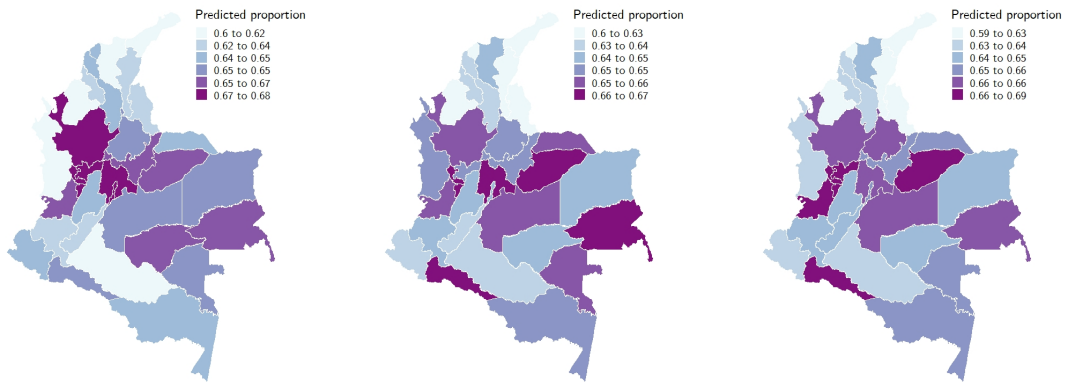 Predicted proportion
0.6 to 0.62
0.62 to 0.64
0.64 to 0.65
0.65 to 0.65
0.65 to 0.67
0.67 to 0.68
Predicted proportion
0.6 to 0.63
0.63 to 0.64
0.64 to 0.65
0.65 to 0.65
0.65 to 0.66
0.66 to 0.67
Predicted proportion
0.59 to 0.63
0.63 to 0.64
0.64 to 0.65
0.65 to 0.66
0.65 to 0.66
0.66 to 0.69